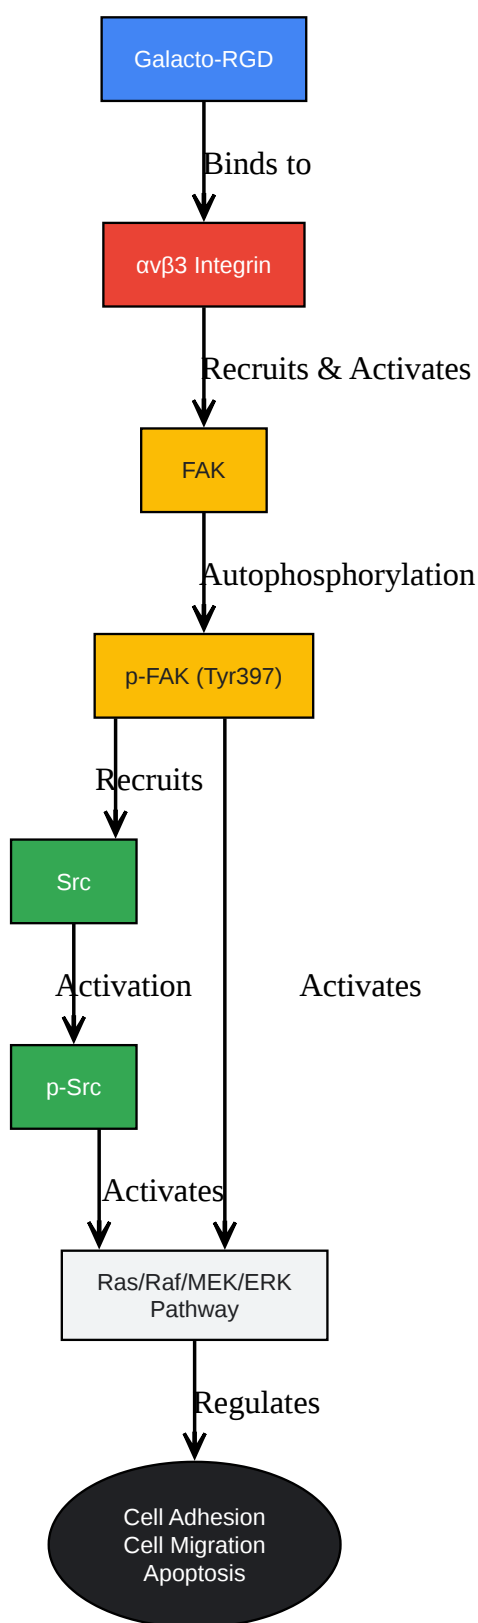 Galacto-RGD
Binds to
αvβ3 Integrin
Recruits & Activates
FAK
Autophosphorylation
p-FAK (Tyr397)
Recruits
Src
Activation
Activates
p-Src
Activates
Ras/Raf/MEK/ERK
Pathway
Regulates
Cell Adhesion
Cell Migration
Apoptosis